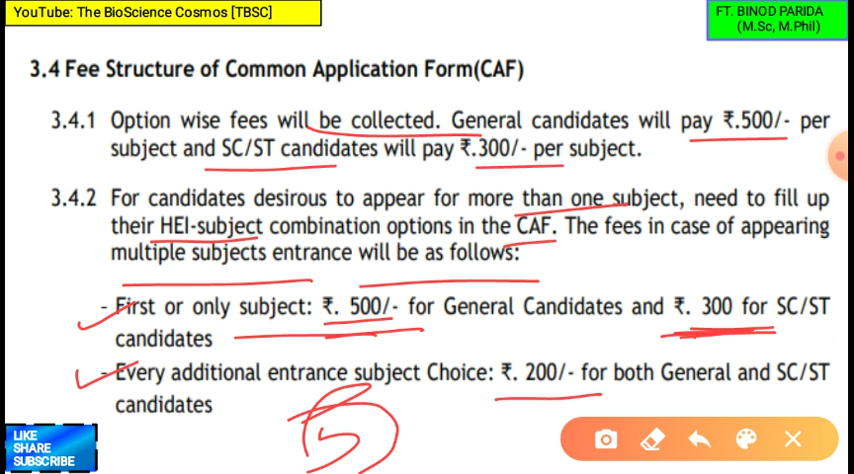 YouTube: The BioScience Cosmos [TBSC]
FT. BINOD PARIDA
(M.Sc, M.Phil)
3.4 Fee Structure of Common Application Form(CAF)
3.4.1 Option wise fees will be collected. General candidates will pay ₹.500/- per
subject and SC/ST candidates will pay ₹.300/- per subject.
3.4.2 For candidates desirous to appear for more than one subject, need to fill up
their HEI-subject combination options in the CAF. The fees in case of appearing
multiple subjects entrance will be as follows:
- First or only subject: ₹. 500/- for General Candidates and ₹. 300 for SC/ST
candidates
- Every additional entrance subject Choice: ₹. 200/- for both General and SC/ST
candidates
5
LIKE
SHARE
SUBSCRIBE